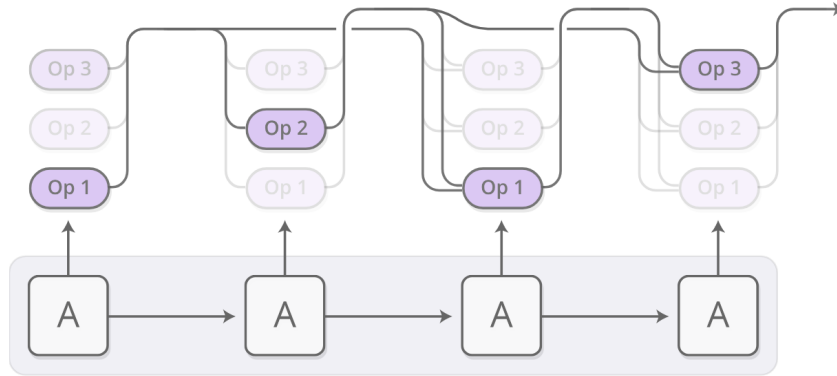 Op 3 Op 3 Op 3 Op 3
Op 2 Op 2 Op 2 Op 2
Op 1 Op 1 Op 1 Op 1
A A A A